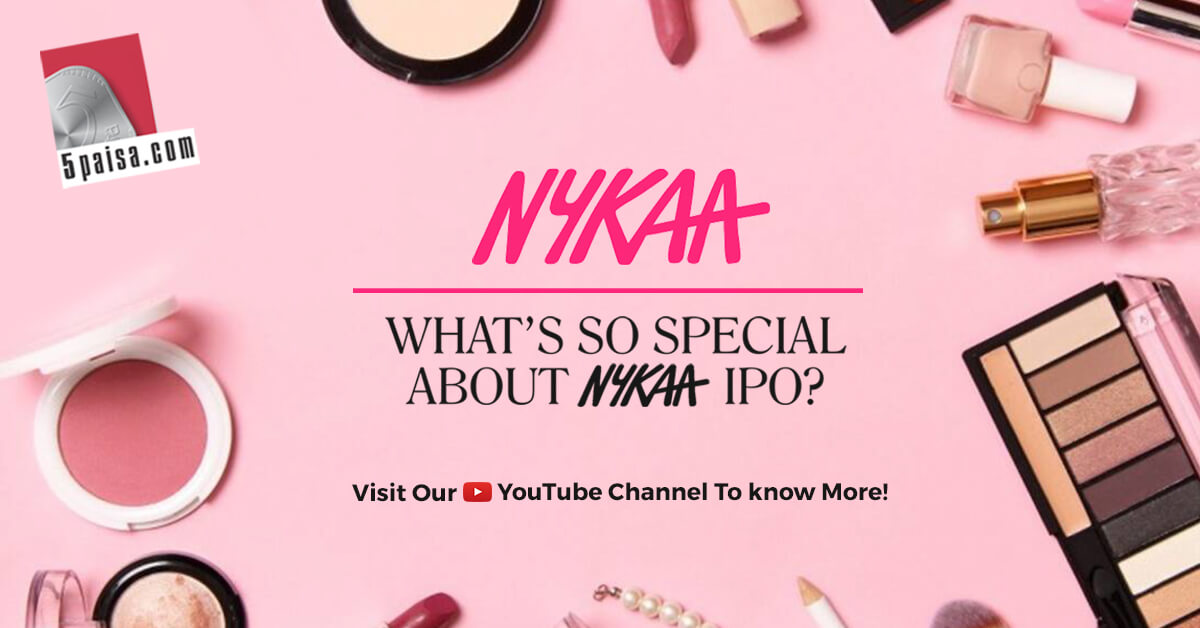 5paisa.com
NYKAA
WHAT'S SO SPECIAL
ABOUT NYKAA IPO?
Visit Our YouTube Channel To know More!